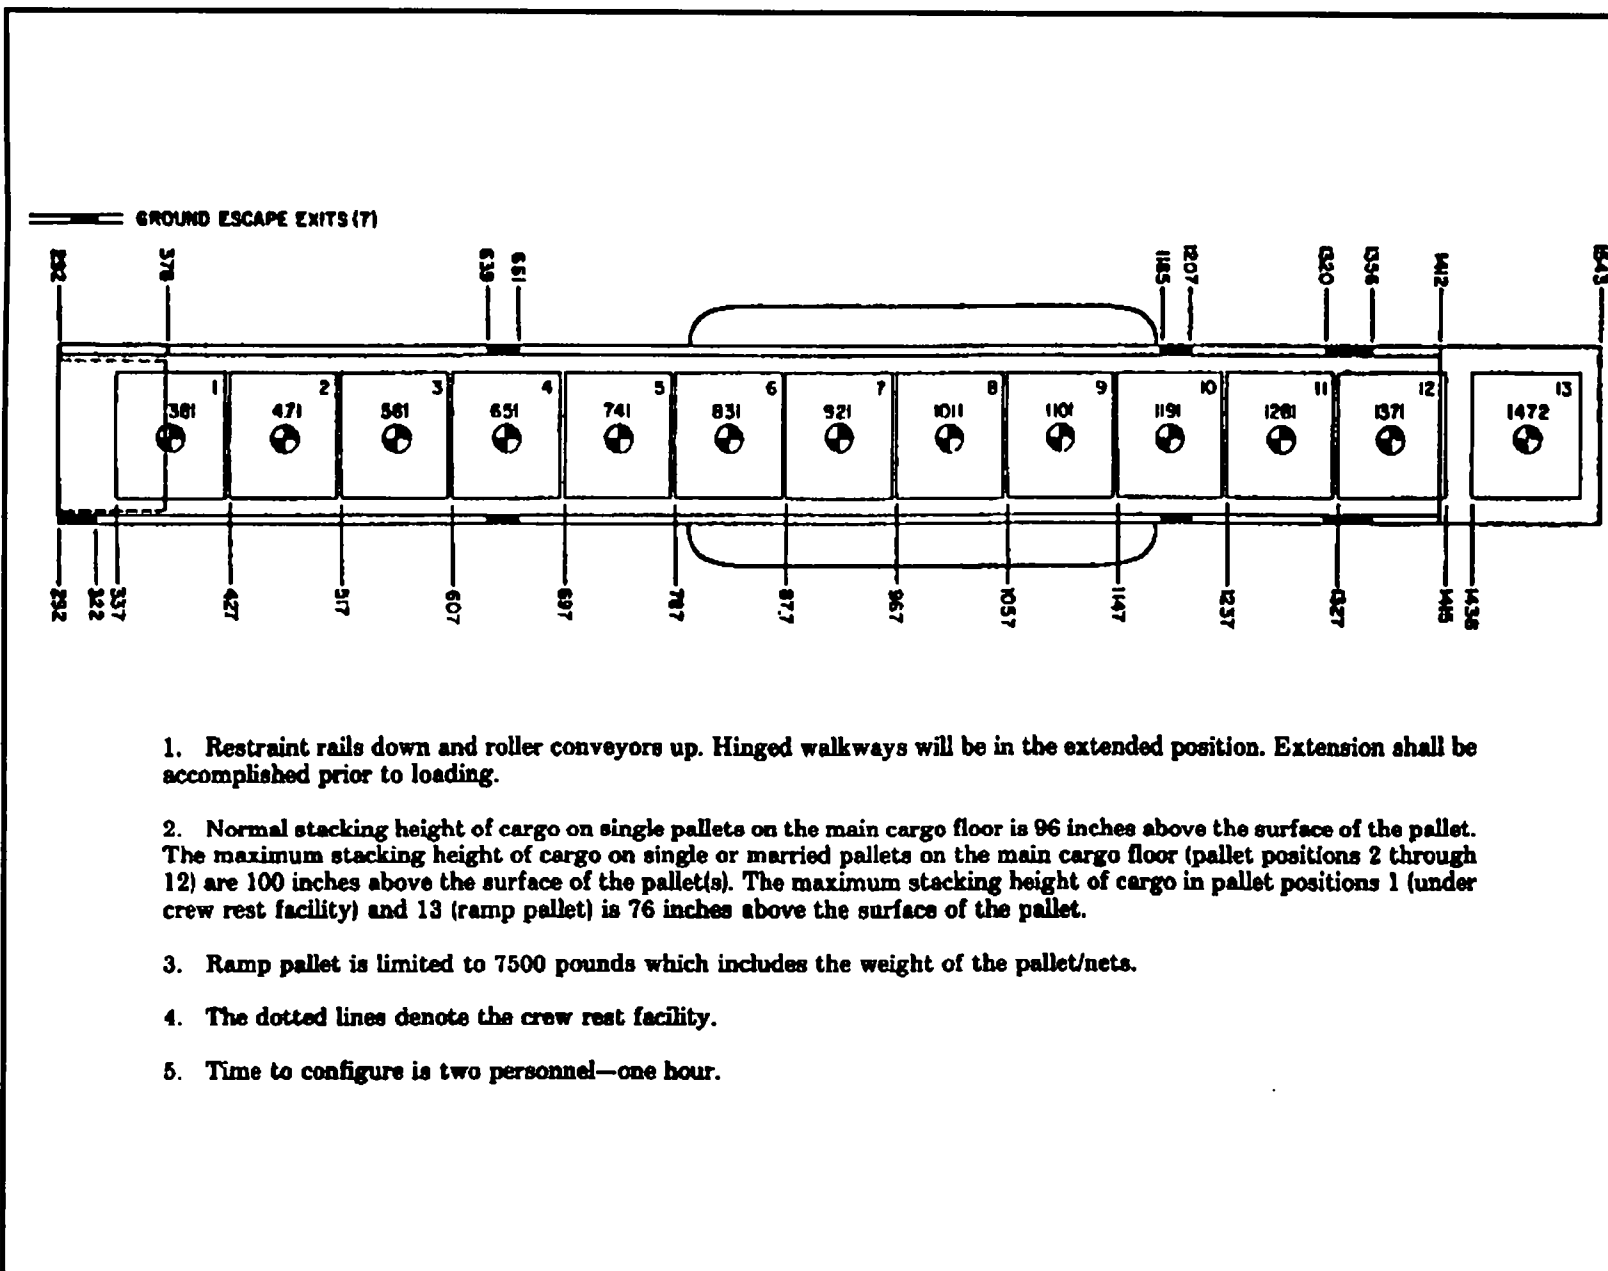 GROUND ESCAPE EXITS (7)
292 378 639 651 1185 1207 1320 1356 1412 1543
1 2 3 4 5 6 7 8 9 10 11 12 13
381 471 561 651 741 831 921 1011 1101 1191 1281 1371 1472
292 322 337 427 517 607 697 787 877 967 1057 1147 1237 1327 1415 1438
1. Restraint rails down and roller conveyors up. Hinged walkways will be in the extended position. Extension shall be
accomplished prior to loading.
2. Normal stacking height of cargo on single pallets on the main cargo floor is 96 inches above the surface of the pallet.
The maximum stacking height of cargo on single or married pallets on the main cargo floor (pallet positions 2 through
12) are 100 inches above the surface of the pallet(s). The maximum stacking height of cargo in pallet positions 1 (under
crew rest facility) and 13 (ramp pallet) is 76 inches above the surface of the pallet.
3. Ramp pallet is limited to 7500 pounds which includes the weight of the pallet/nets.
4. The dotted lines denote the crew rest facility.
5. Time to configure is two personnel—one hour.